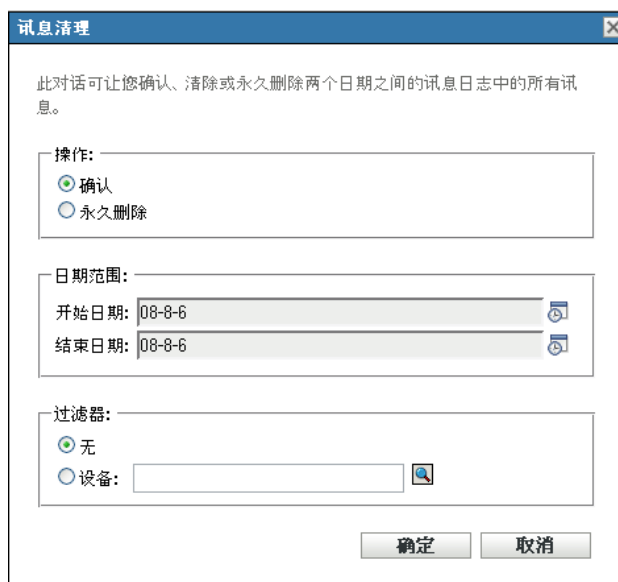 讯息清理
此对话可让您确认、清除或永久删除两个日期之间的讯息日志中的所有讯
息。
操作:
确认
永久删除
日期范围:
开始日期: 08-8-6
结束日期: 08-8-6
过滤器:
无
设备:
确定 取消